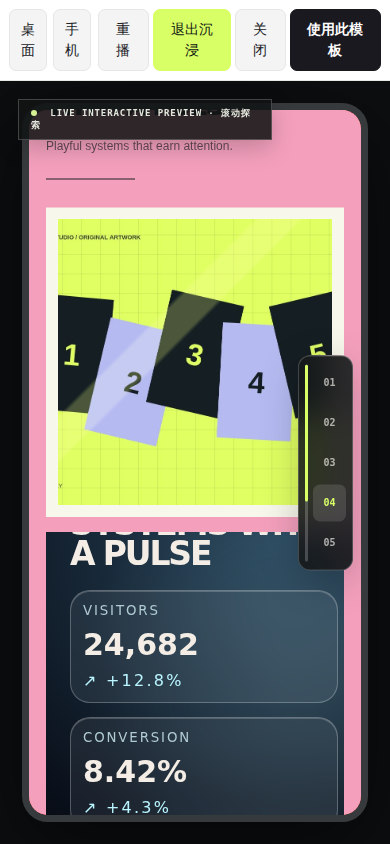 桌面
手机
重播
退出沉浸
关闭
使用此模板
LIVE INTERACTIVE PREVIEW · 滚动探
索
Playful systems that earn attention.
/ ORIGINAL ARTWORK
1
2
3
4
5
01
02
03
04
05
A PULSE
VISITORS
24,682
↗ +12.8%
CONVERSION
8.42%
↗ +4.3%